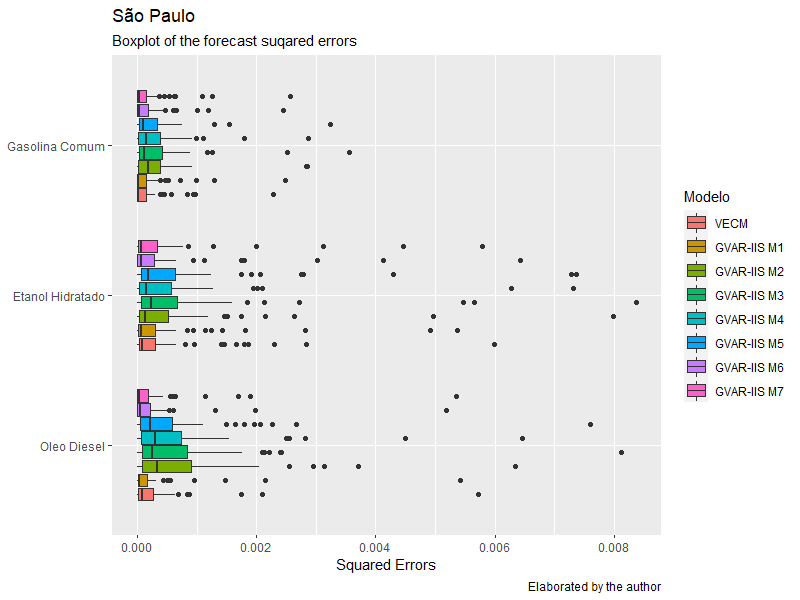 São Paulo
Boxplot of the forecast suqared errors
Gasolina Comum
Etanol Hidratado
Oleo Diesel
0.000 0.002 0.004 0.006 0.008
Squared Errors
Elaborated by the author
Modelo
VECM
GVAR-IIS M1
GVAR-IIS M2
GVAR-IIS M3
GVAR-IIS M4
GVAR-IIS M5
GVAR-IIS M6
GVAR-IIS M7